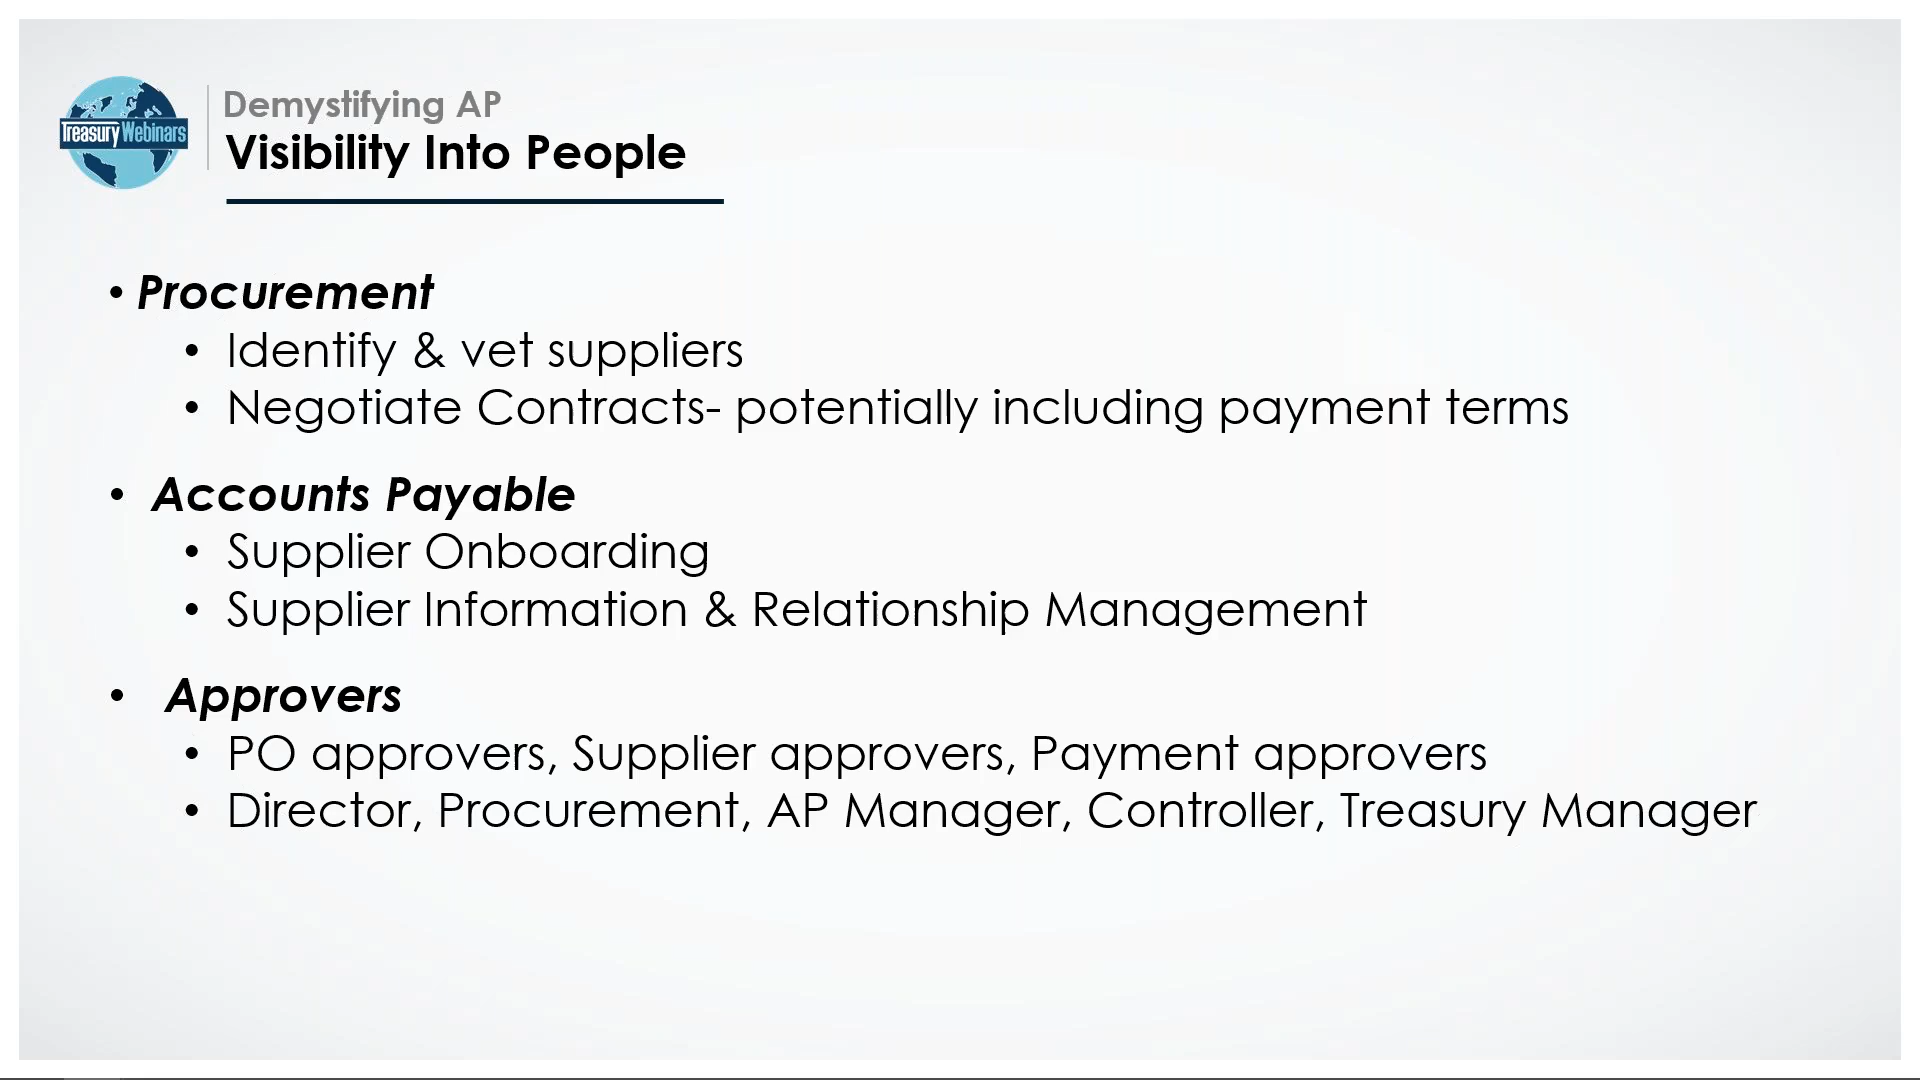 Treasury Webinars
Demystifying AP
Visibility Into People
• Procurement
• Identify & vet suppliers
• Negotiate Contracts- potentially including payment terms
• Accounts Payable
• Supplier Onboarding
• Supplier Information & Relationship Management
• Approvers
• PO approvers, Supplier approvers, Payment approvers
• Director, Procurement, AP Manager, Controller, Treasury Manager